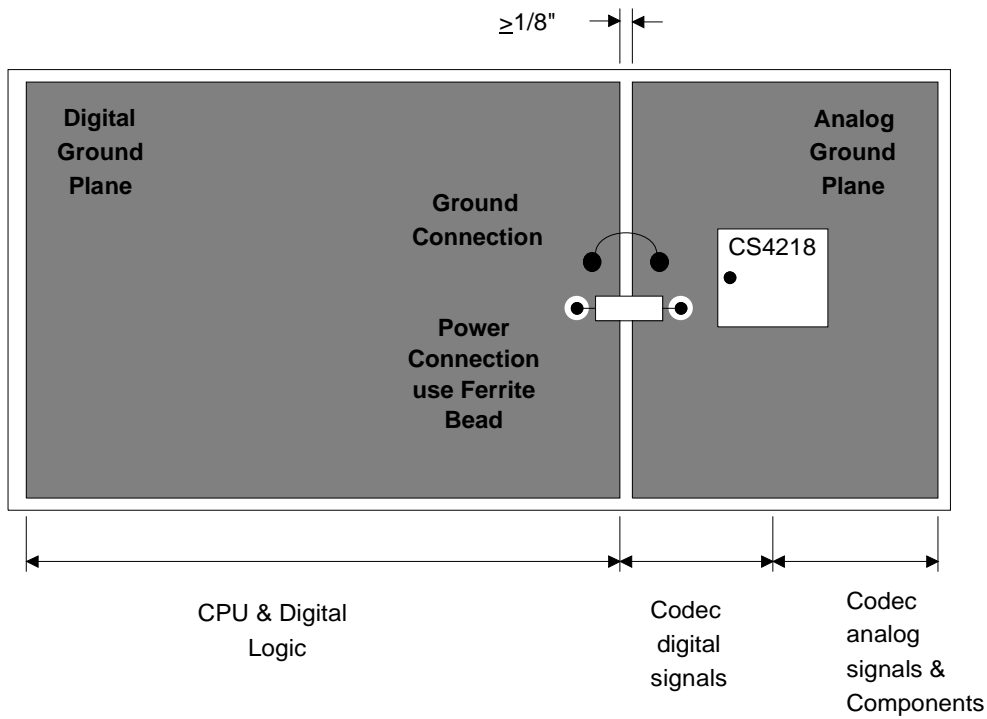 ≥1/8"
Digital
Ground
Plane
Analog
Ground
Plane
Ground
Connection
CS4218
Power
Connection
use Ferrite
Bead
CPU & Digital
Logic
Codec
digital
signals
Codec
analog
signals &
Components